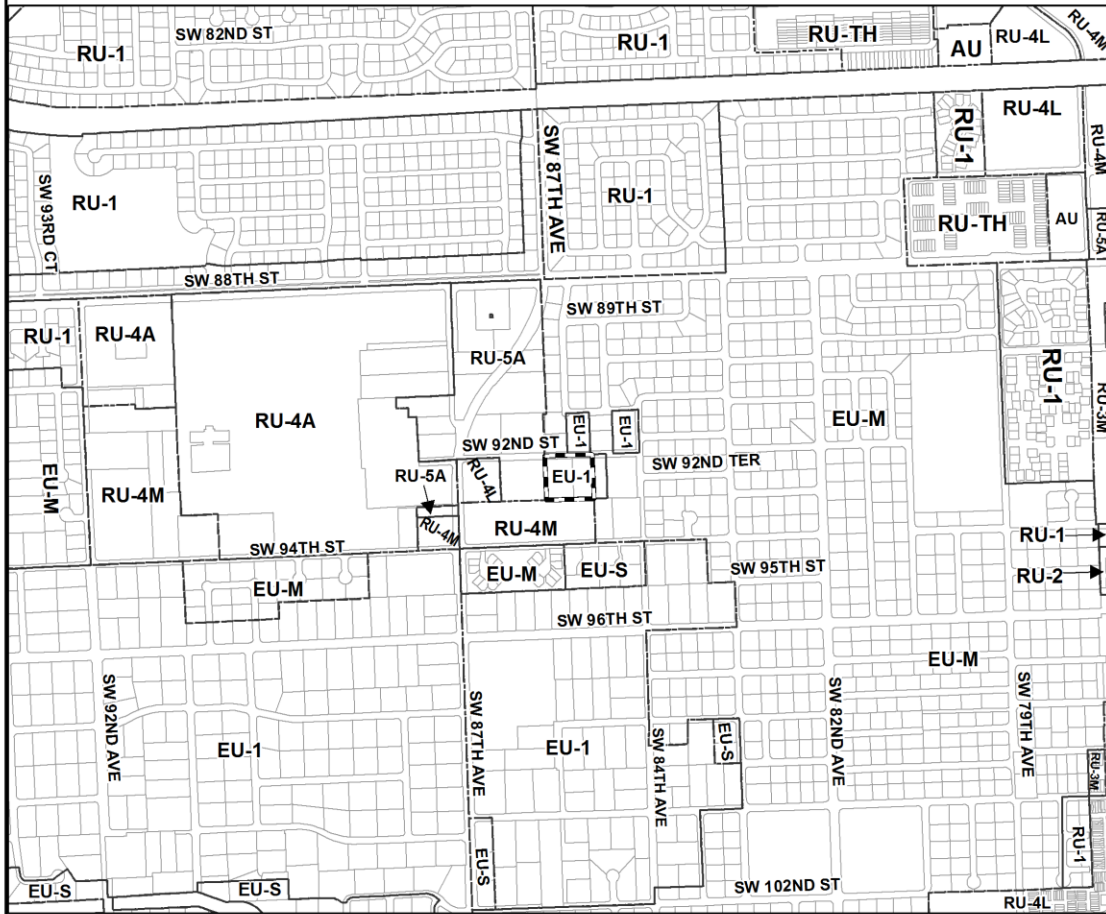 SW 82ND ST
RU-1
RU-1
RU-TH
AU
RU-4L
RU-4M
SW 93RD CT
RU-1
SW 87TH AVE
RU-1
RU-1
RU-4L
RU-4M
RU-TH
AU
RU-5A
SW 88TH ST
RU-1
RU-4A
RU-5A
SW 89TH ST
RU-1
RU-3M
EU-M
RU-4A
EU-M
RU-4M
SW 92ND ST
EU-1
EU-1
SW 92ND TER
RU-5A
RU-4L
EU-1
RU-4M
RU-4M
RU-1
SW 94TH ST
EU-M
EU-M
EU-S
SW 95TH ST
RU-2
SW 96TH ST
EU-M
SW 92ND AVE
EU-1
SW 87TH AVE
EU-1
SW 84TH AVE
EU-S
SW 82ND AVE
SW 79TH AVE
RU-3M
EU-S
RU-1
EU-S
EU-S
SW 102ND ST
RU-4L